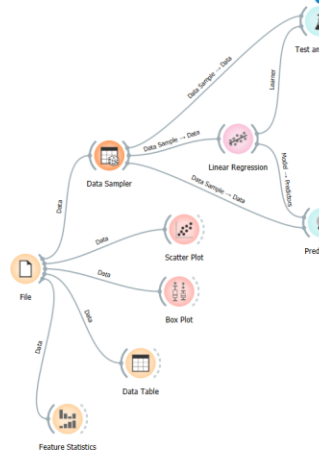 Test an
Data Sample → Data
Learner
Data Sample → Data
Linear Regression
Data Sampler
Data Sample → Data
Model → Predictors
Data
Data
Scatter Plot
Pred
File
Data
Box Plot
Data
Data
Data Table
Feature Statistics